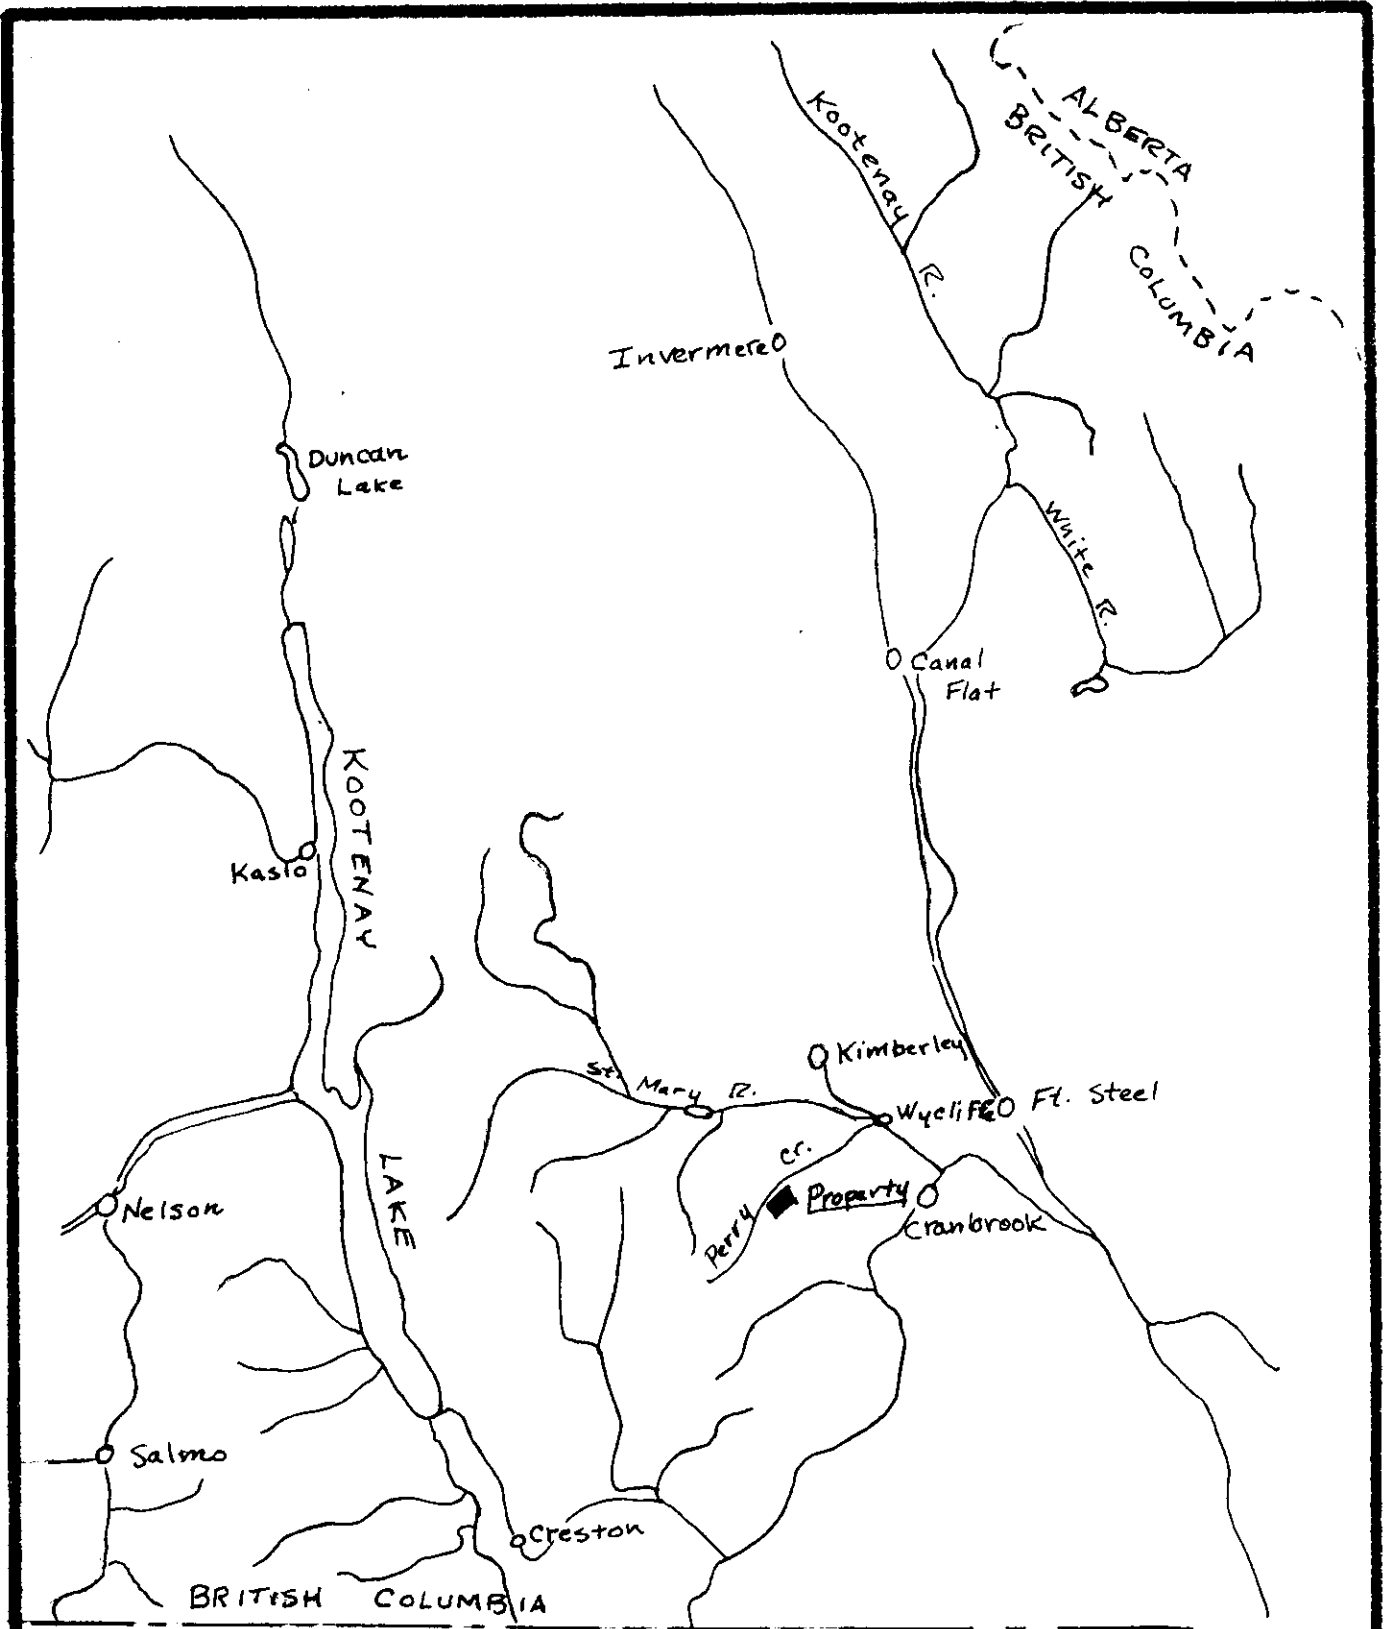 ALBERTA
BRITISH
COLUMBIA
Kootenay R.
Invermere
Duncan
Lake
White R.
Canal
Flat
KOOTENAY
Kaslo
Kimberley
St. Mary R.
Wycliffe
Ft. Steel
cr.
LAKE
Property
Perry
Nelson
Cranbrook
Salmo
Creston
BRITISH COLUMBIA